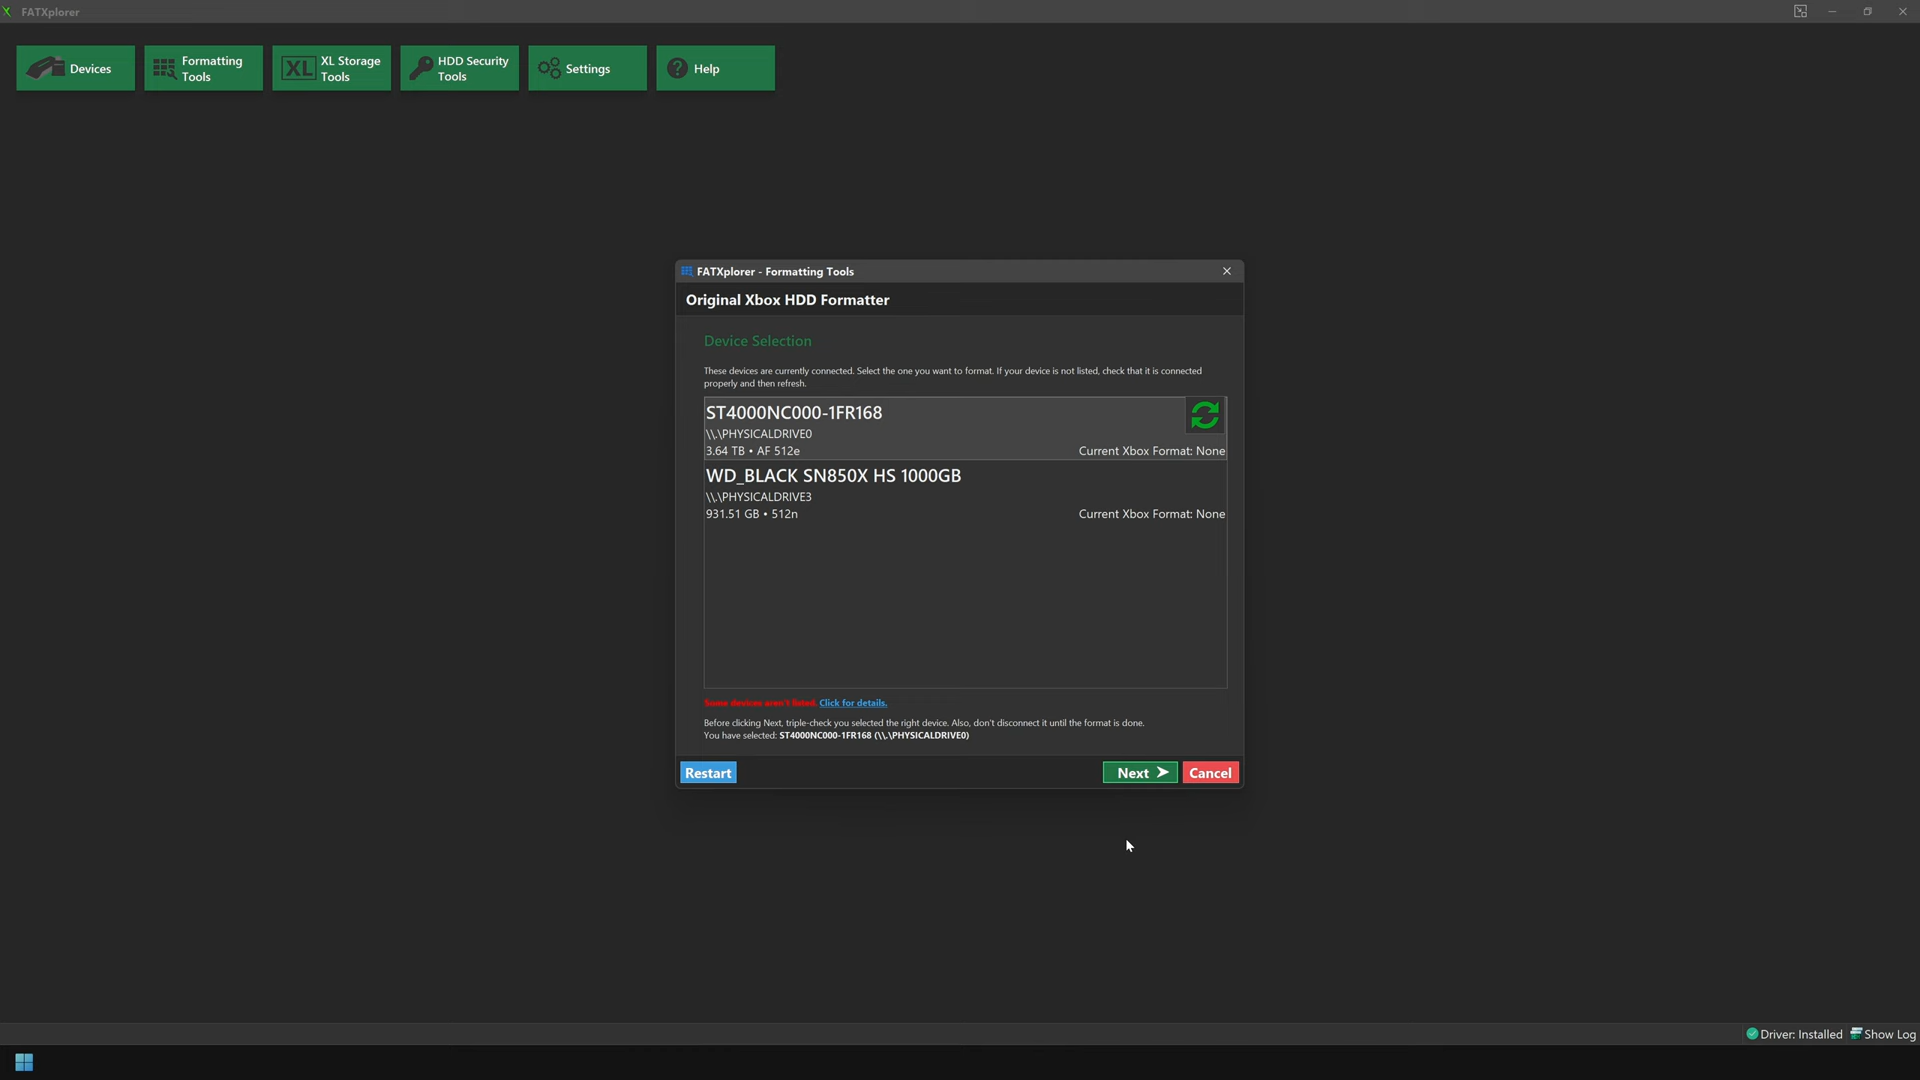 FATXplorer
Devices
Formatting
Tools
XL
XL Storage
Tools
HDD Security
Tools
Settings
? Help
FATXplorer - Formatting Tools
Original Xbox HDD Formatter
Device Selection
These devices are currently connected. Select the one you want to format. If your device is not listed, check that it is connected
properly and then refresh.
ST4000NC000-1FR168
\\.\PHYSICALDRIVE0
3.64 TB • AF 512e
Current Xbox Format: None
WD_BLACK SN850X HS 1000GB
\\.\PHYSICALDRIVE3
931.51 GB • 512n
Current Xbox Format: None
Some devices aren't listed. Click for details.
Before clicking Next, triple-check you selected the right device. Also, don't disconnect it until the format is done.
You have selected: ST4000NC000-1FR168 (\\.\PHYSICALDRIVE0)
Restart
Next
Cancel
Driver: Installed
Show Log